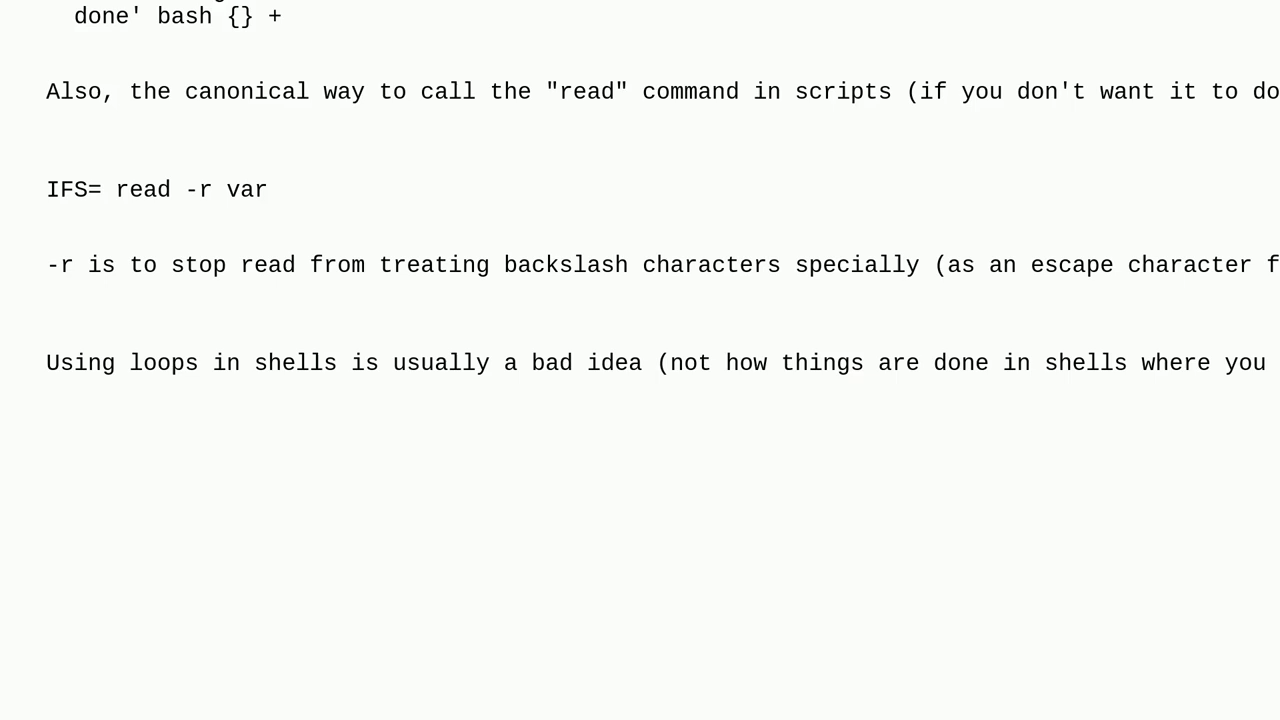 done' bash {} +
Also, the canonical way to call the "read" command in scripts (if you don't want it to do
IFS= read -r var
-r is to stop read from treating backslash characters specially (as an escape character
Using loops in shells is usually a bad idea (not how things are done in shells where you